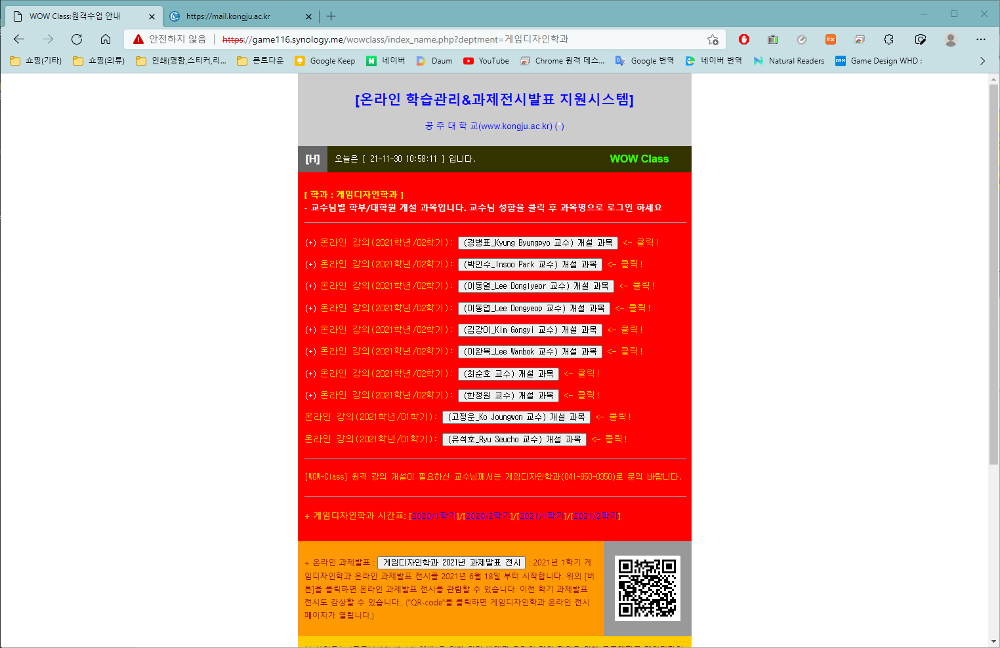 WOW Class:원격수업 안내
https://mail.kongju.ac.kr
안전하지 않음 https://game116.synology.me/wowclass/index_name.php?deptment=게임디자인학과
쇼핑(기타) 쇼핑(의류) 인쇄(명함,스티커,리... 폰트다운 Google Keep 네이버 Daum YouTube Chrome 원격 데스... Google 번역 네이버 번역 Natural Readers Game Design WHD :
[온라인 학습관리&과제전시발표 지원시스템]
공 주 대 학 교(www.kongju.ac.kr) ( )
[H] 오늘은 [ 21-11-30 10:58:11 ] 입니다. WOW Class
[ 학과 : 게임디자인학과 ]
- 교수님별 학부/대학원 개설 과목입니다. 교수님 성함을 클릭 후 과목명으로 로그인 하세요
(+) 온라인 강의(2021학년/02학기): (경병표_Kyung Byungpyo 교수) 개설 과목 <- 클릭!
(+) 온라인 강의(2021학년/02학기): (박인수_Insoo Park 교수) 개설 과목 <- 클릭!
(+) 온라인 강의(2021학년/02학기): (이동열_Lee Donglyeor 교수) 개설 과목 <- 클릭!
(+) 온라인 강의(2021학년/02학기): (이동엽_Lee Dongyeop 교수) 개설 과목 <- 클릭!
(+) 온라인 강의(2021학년/02학기): (김강이_Kim Gangyi 교수) 개설 과목 <- 클릭!
(+) 온라인 강의(2021학년/02학기): (이완복_Lee Wanbok 교수) 개설 과목 <- 클릭!
(+) 온라인 강의(2021학년/02학기): (최순호 교수) 개설 과목 <- 클릭!
(+) 온라인 강의(2021학년/02학기): (한정원 교수) 개설 과목 <- 클릭!
온라인 강의(2021학년/01학기): (고정운_Ko Joungwon 교수) 개설 과목 <- 클릭!
온라인 강의(2021학년/01학기): (유석호_Ryu Seucho 교수) 개설 과목 <- 클릭!
[WOW-Class] 원격 강의 개설이 필요하신 교수님께서는 게임디자인학과(041-850-0350)로 문의 바랍니다.
+ 게임디자인학과 시간표: [2020/1학기]/[2020/2학기]/[2021/1학기]/[2021/2학기]
+ 온라인 과제발표 : 게임디자인학과 2021년 과제발표 전시 : 2021년 1학기 게
임디자인학과 온라인 과제발표 전시를 2021년 6월 18일 부터 시작합니다. 위의 [버
튼]을 클릭하면 온라인 과제발표 전시를 관람할 수 있습니다. 이전 학기 과제발표
전시도 감상할 수 있습니다.. ("QR-code"를 클릭하면 게임디자인학과 온라인 전시
페이지가 열립니다.)